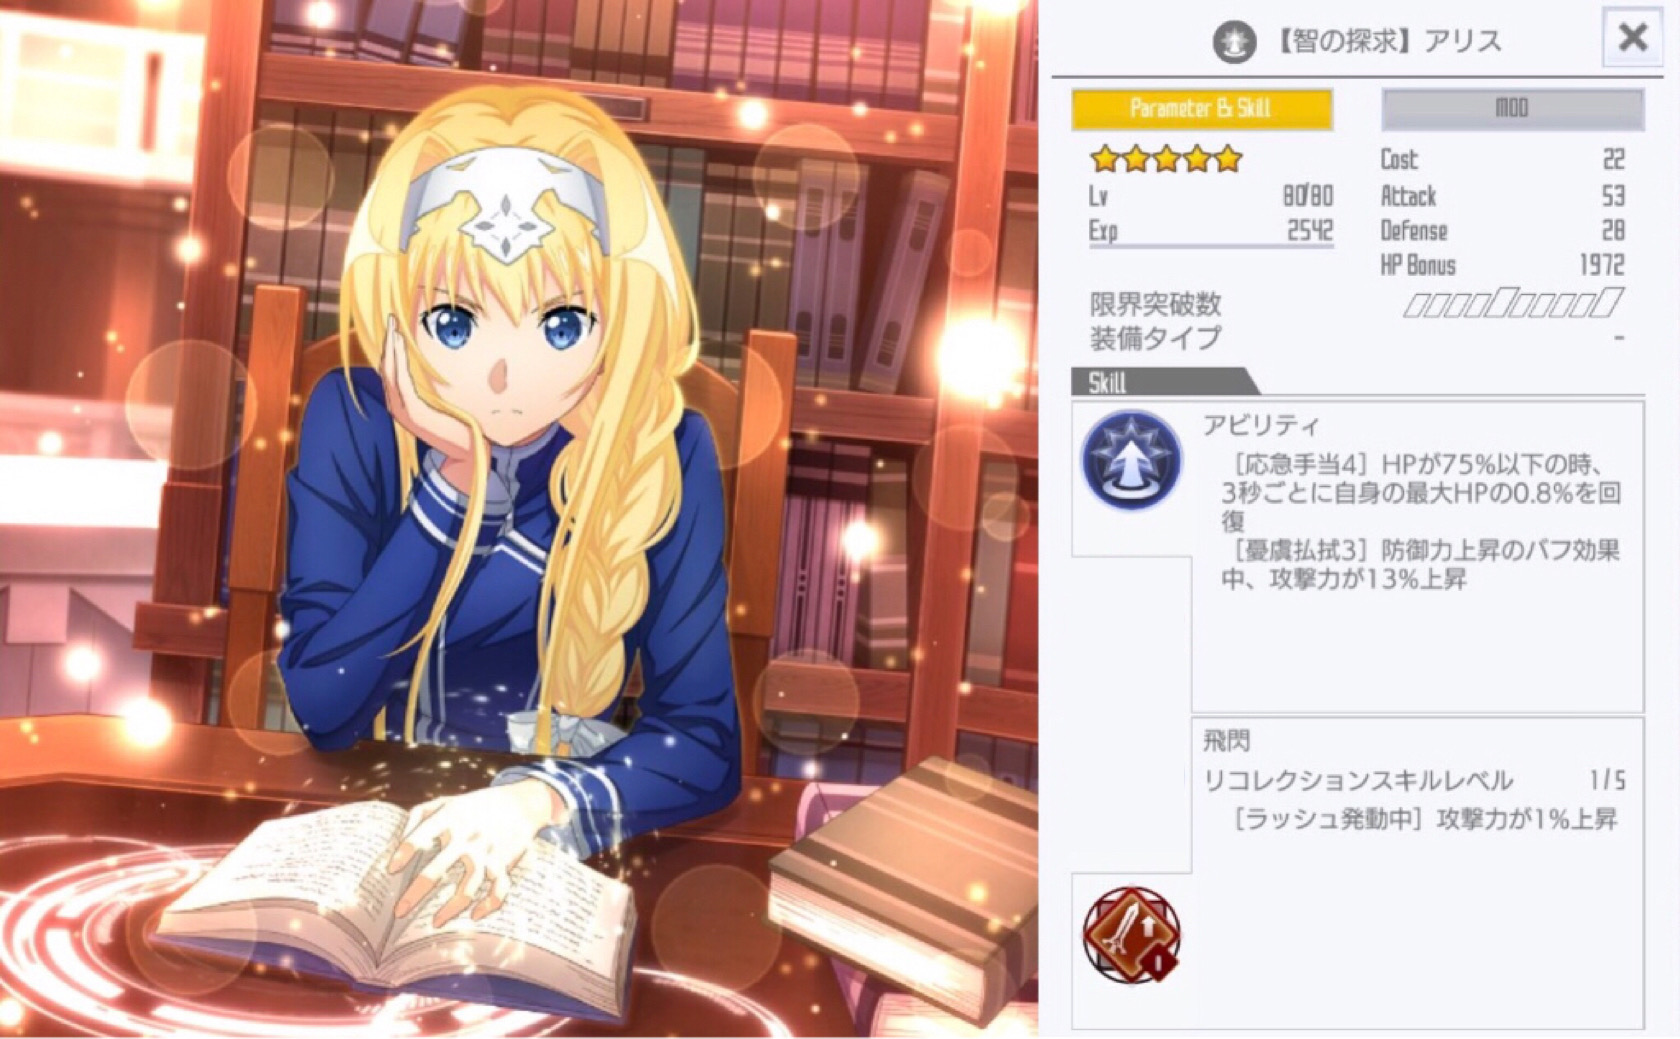 【智の探求】アリス
Parameter & Skill
MOD
Lv 80/80
Exp 2542
Cost 22
Attack 53
Defense 28
HP Bonus 1972
限界突破数
装備タイプ -
Skill
アビリティ
［応急手当4］HPが75%以下の時、
3秒ごとに自身の最大HPの0.8%を回
復
［憂虞払拭3］防御力上昇のバフ効果
中、攻撃力が13%上昇
飛閃
リコレクションスキルレベル 1/5
［ラッシュ発動中］攻撃力が1%上昇
I